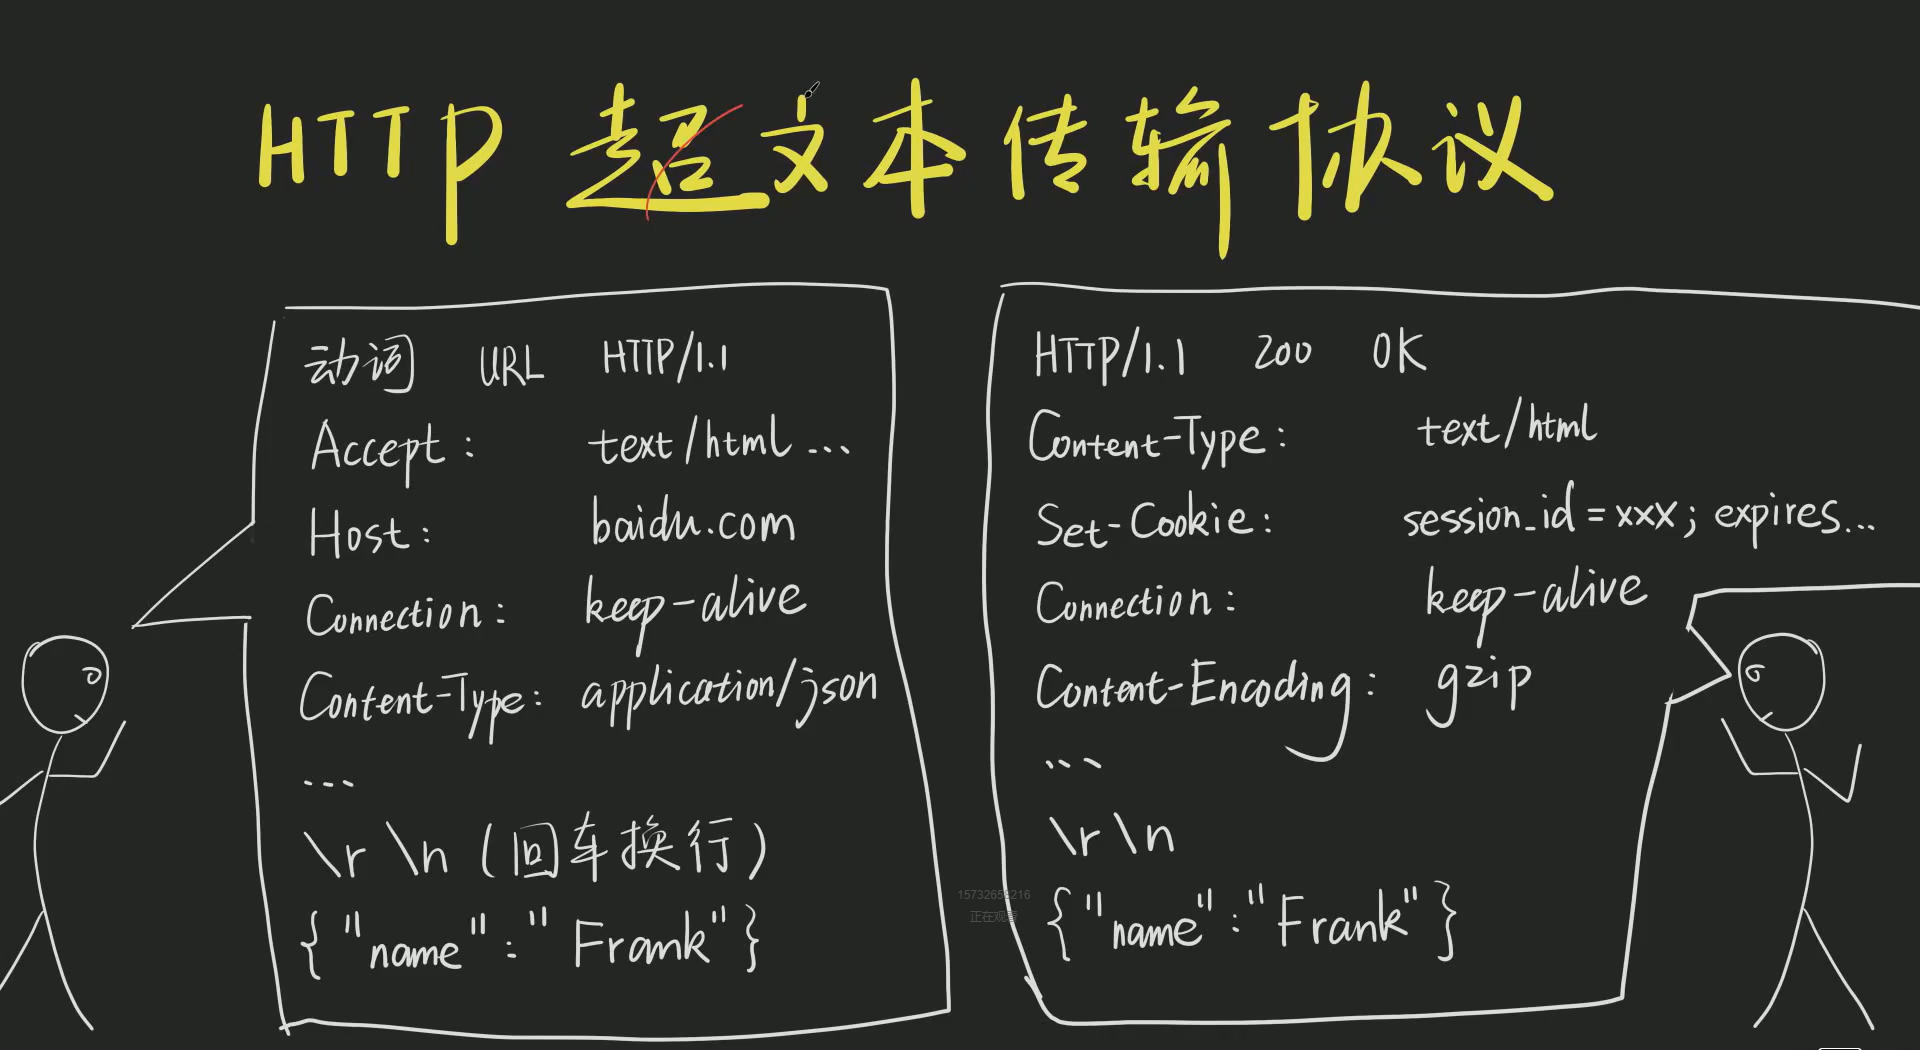 HTTP 超文本传输协议
动词 URL HTTP/1.1
Accept: text/html ...
Host: baidu.com
Connection: keep-alive
Content-Type: application/json
...
\r \n (回车换行)
{ "name": "Frank" }
HTTP/1.1 200 OK
Content-Type: text/html
Set-Cookie: session_id=xxx; expires...
Connection: keep-alive
Content-Encoding: gzip
...
\r \n
{ "name": "Frank" }
正在观看